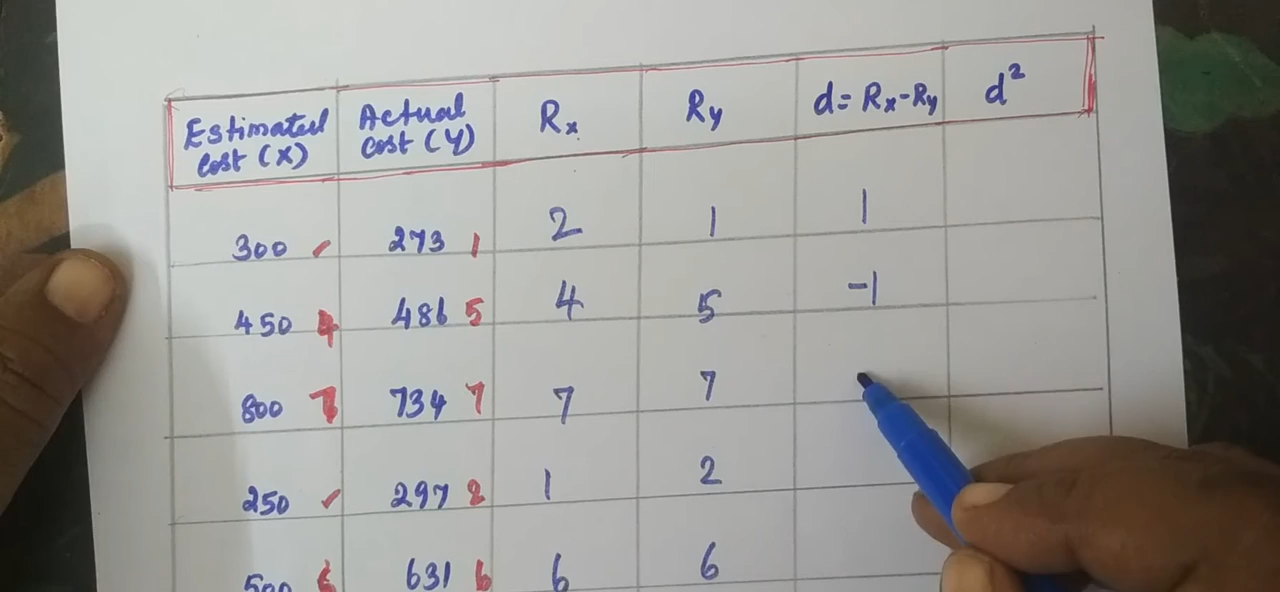 Estimated cost (X) Actual cost (Y) Rx Ry d = Rx-Ry d²
300 ✓ 273 1 2 1 1
450 4 486 5 4 5 -1
800 7 734 7 7 7
250 ✓ 297 2 1 2
500 6 631 6 6 6